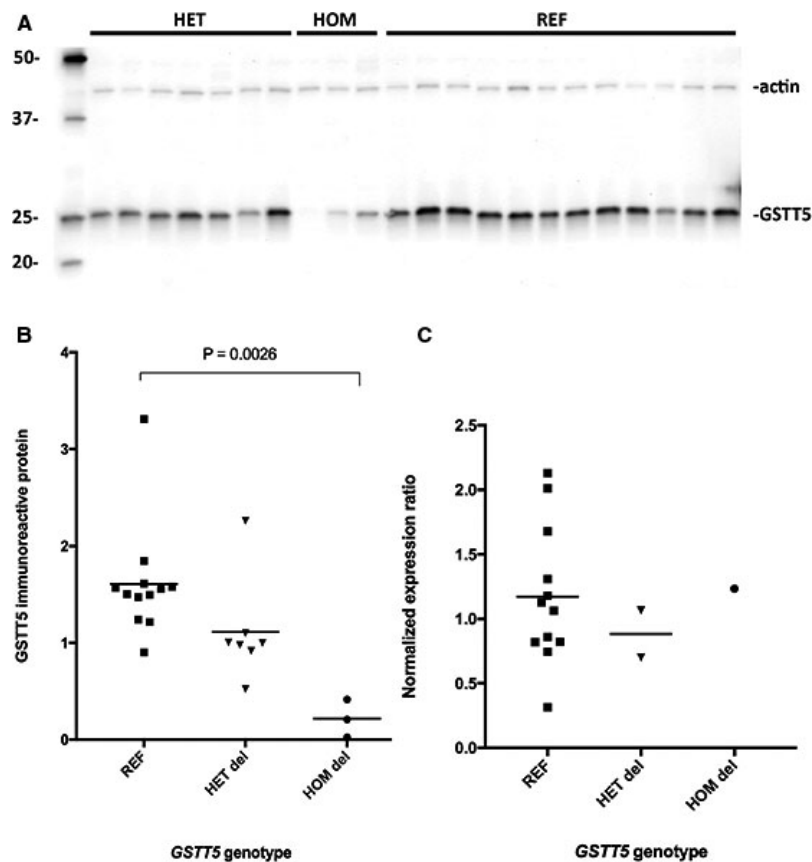 A
HET HOM REF
50-
-actin
37-
25-
-GSTT5
20-
B
P = 0.0026
GSTT5 immunoreactive protein
4
3
2
1
0
REF
HET del
HOM del
GSTT5 genotype
C
Normalized expression ratio
2.5
2.0
1.5
1.0
0.5
0.0
REF
HET del
HOM del
GSTT5 genotype